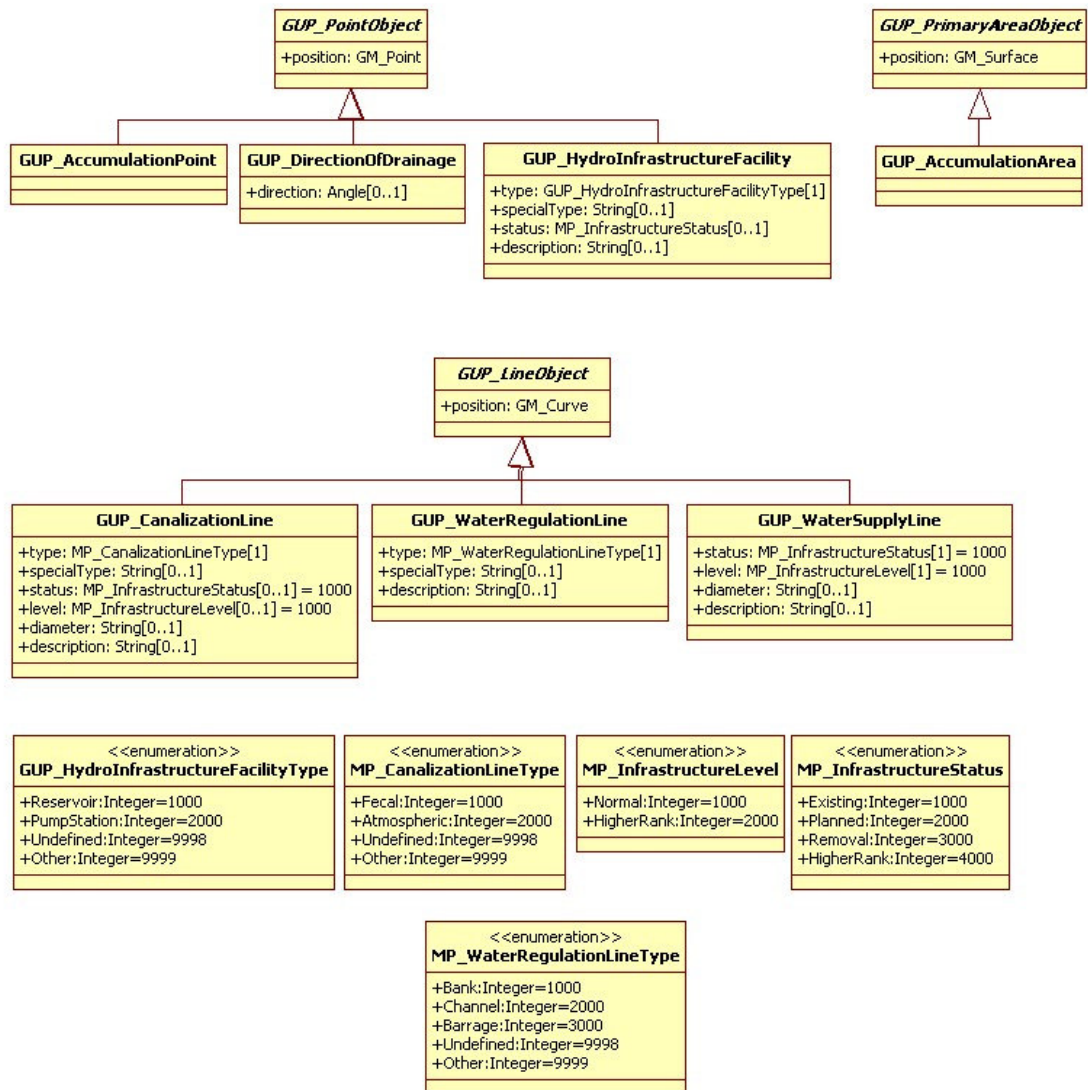 GUP_PointObject
+position: GM_Point
GUP_PrimaryAreaObject
+position: GM_Surface
GUP_AccumulationPoint
GUP_DirectionOfDrainage
+direction: Angle[0..1]
GUP_HydroInfrastructureFacility
+type: GUP_HydroInfrastructureFacilityType[1]
+specialType: String[0..1]
+status: MP_InfrastructureStatus[0..1]
+description: String[0..1]
GUP_AccumulationArea
GUP_LineObject
+position: GM_Curve
GUP_CanalizationLine
+type: MP_CanalizationLineType[1]
+specialType: String[0..1]
+status: MP_InfrastructureStatus[0..1] = 1000
+level: MP_InfrastructureLevel[0..1] = 1000
+diameter: String[0..1]
+description: String[0..1]
GUP_WaterRegulationLine
+type: MP_WaterRegulationLineType[1]
+specialType: String[0..1]
+description: String[0..1]
GUP_WaterSupplyLine
+status: MP_InfrastructureStatus[1] = 1000
+level: MP_InfrastructureLevel[1] = 1000
+diameter: String[0..1]
+description: String[0..1]
<<enumeration>>
GUP_HydroInfrastructureFacilityType
+Reservoir:Integer=1000
+PumpStation:Integer=2000
+Undefined:Integer=9998
+Other:Integer=9999
<<enumeration>>
MP_CanalizationLineType
+Fecal:Integer=1000
+Atmospheric:Integer=2000
+Undefined:Integer=9998
+Other:Integer=9999
<<enumeration>>
MP_InfrastructureLevel
+Normal:Integer=1000
+HigherRank:Integer=2000
<<enumeration>>
MP_InfrastructureStatus
+Existing:Integer=1000
+Planned:Integer=2000
+Removal:Integer=3000
+HigherRank:Integer=4000
<<enumeration>>
MP_WaterRegulationLineType
+Bank:Integer=1000
+Channel:Integer=2000
+Barrage:Integer=3000
+Undefined:Integer=9998
+Other:Integer=9999